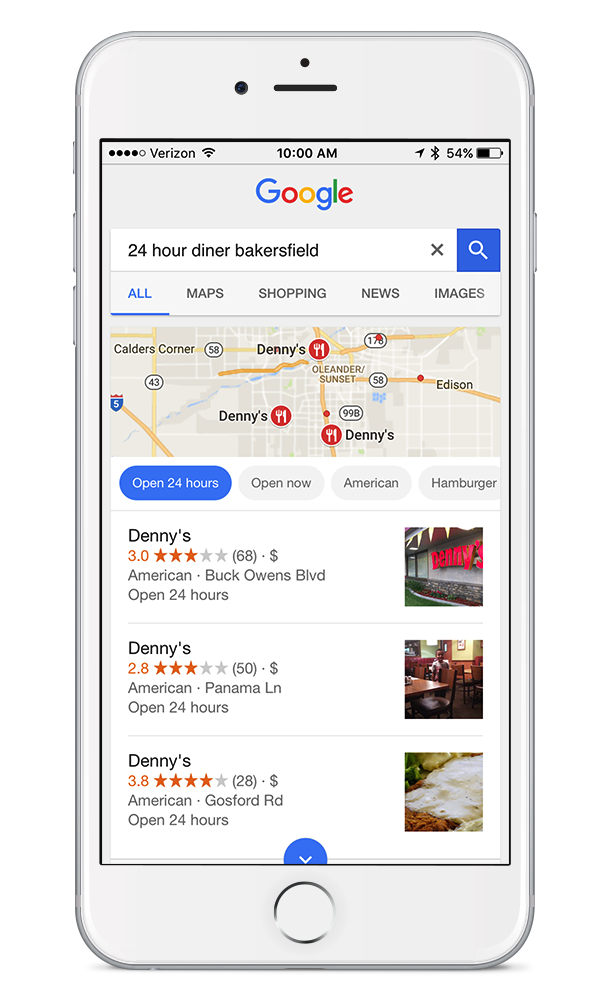 Verizon 10:00 AM 54%
Google
24 hour diner bakersfield
ALL MAPS SHOPPING NEWS IMAGES
Calders Corner 58 Denny's 178
OLEANDER/
SUNSET
58
43
Edison
5
Denny's 99B
Denny's
Open 24 hours Open now American Hamburger
Denny's
3.0 (68) · $
American · Buck Owens Blvd
Open 24 hours
Denny's
Denny's
2.8 (50) · $
American · Panama Ln
Open 24 hours
Denny's
3.8 (28) · $
American · Gosford Rd
Open 24 hours